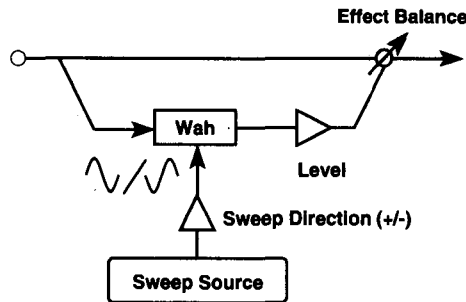 Effect Balance
Wah
Level
Sweep Direction (+/-)
Sweep Source